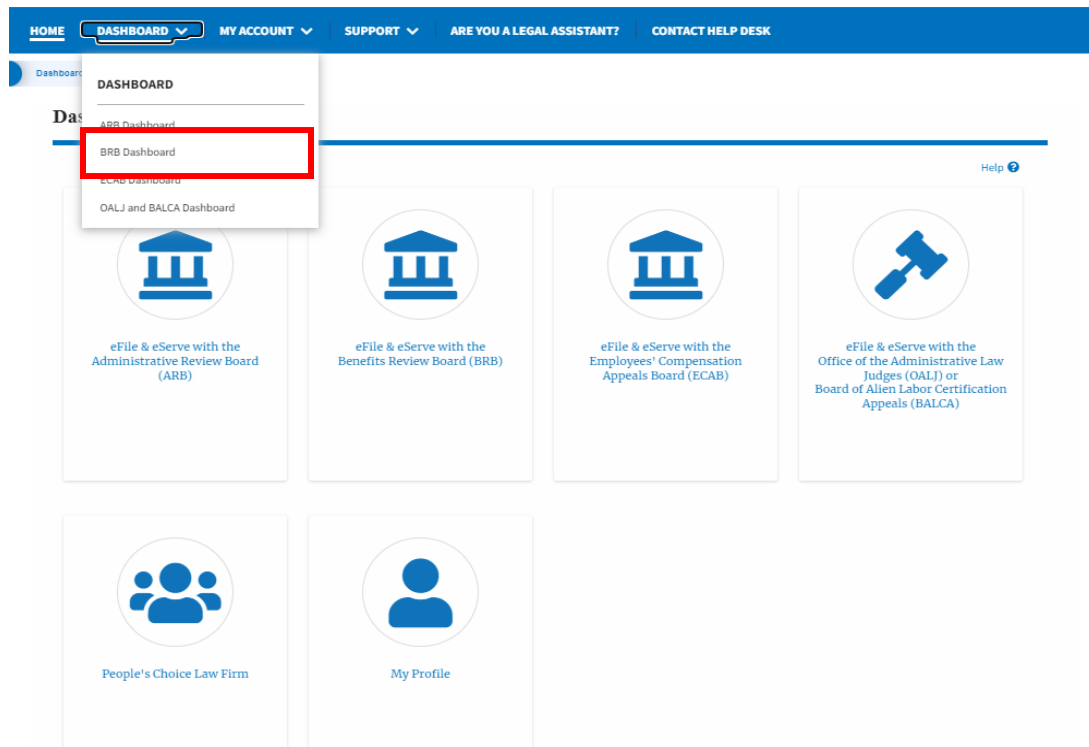 HOME DASHBOARD MY ACCOUNT SUPPORT ARE YOU A LEGAL ASSISTANT? CONTACT HELP DESK
Dashboard
DASHBOARD
Das
ARB Dashboard
BRB Dashboard
ECAB Dashboard
OALJ and BALCA Dashboard
Help
eFile & eServe with the
Administrative Review Board
(ARB)
eFile & eServe with the
Benefits Review Board (BRB)
eFile & eServe with the
Employees' Compensation
Appeals Board (ECAB)
eFile & eServe with the
Office of the Administrative Law
Judges (OALJ) or
Board of Alien Labor Certification
Appeals (BALCA)
People's Choice Law Firm
My Profile